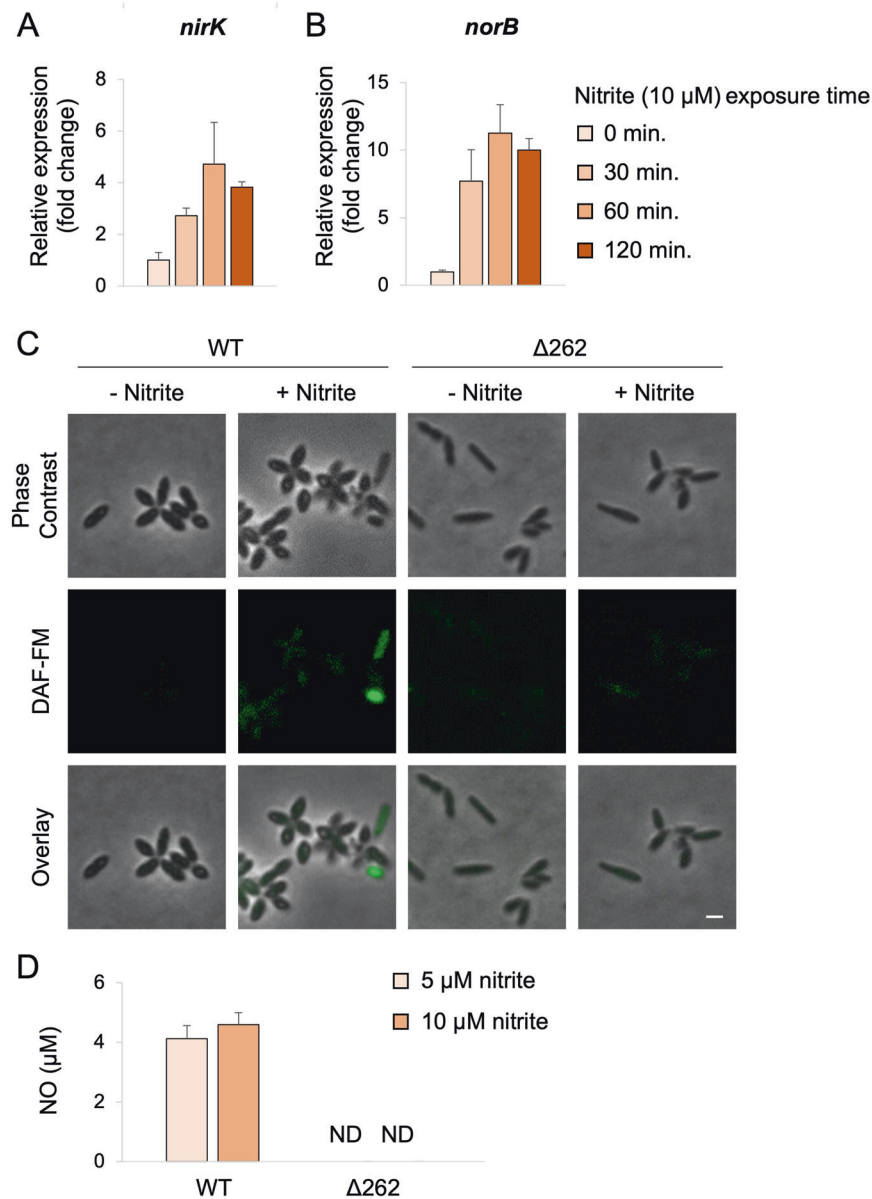 A
nirK
Relative expression
(fold change)
8
6
4
2
0
B
norB
Relative expression
(fold change)
15
10
5
0
Nitrite (10 µM) exposure time
0 min.
30 min.
60 min.
120 min.
C
WT
Δ262
- Nitrite
+ Nitrite
- Nitrite
+ Nitrite
Phase
Contrast
DAF-FM
Overlay
D
NO (µM)
6
4
2
0
5 µM nitrite
10 µM nitrite
ND
ND
WT
Δ262